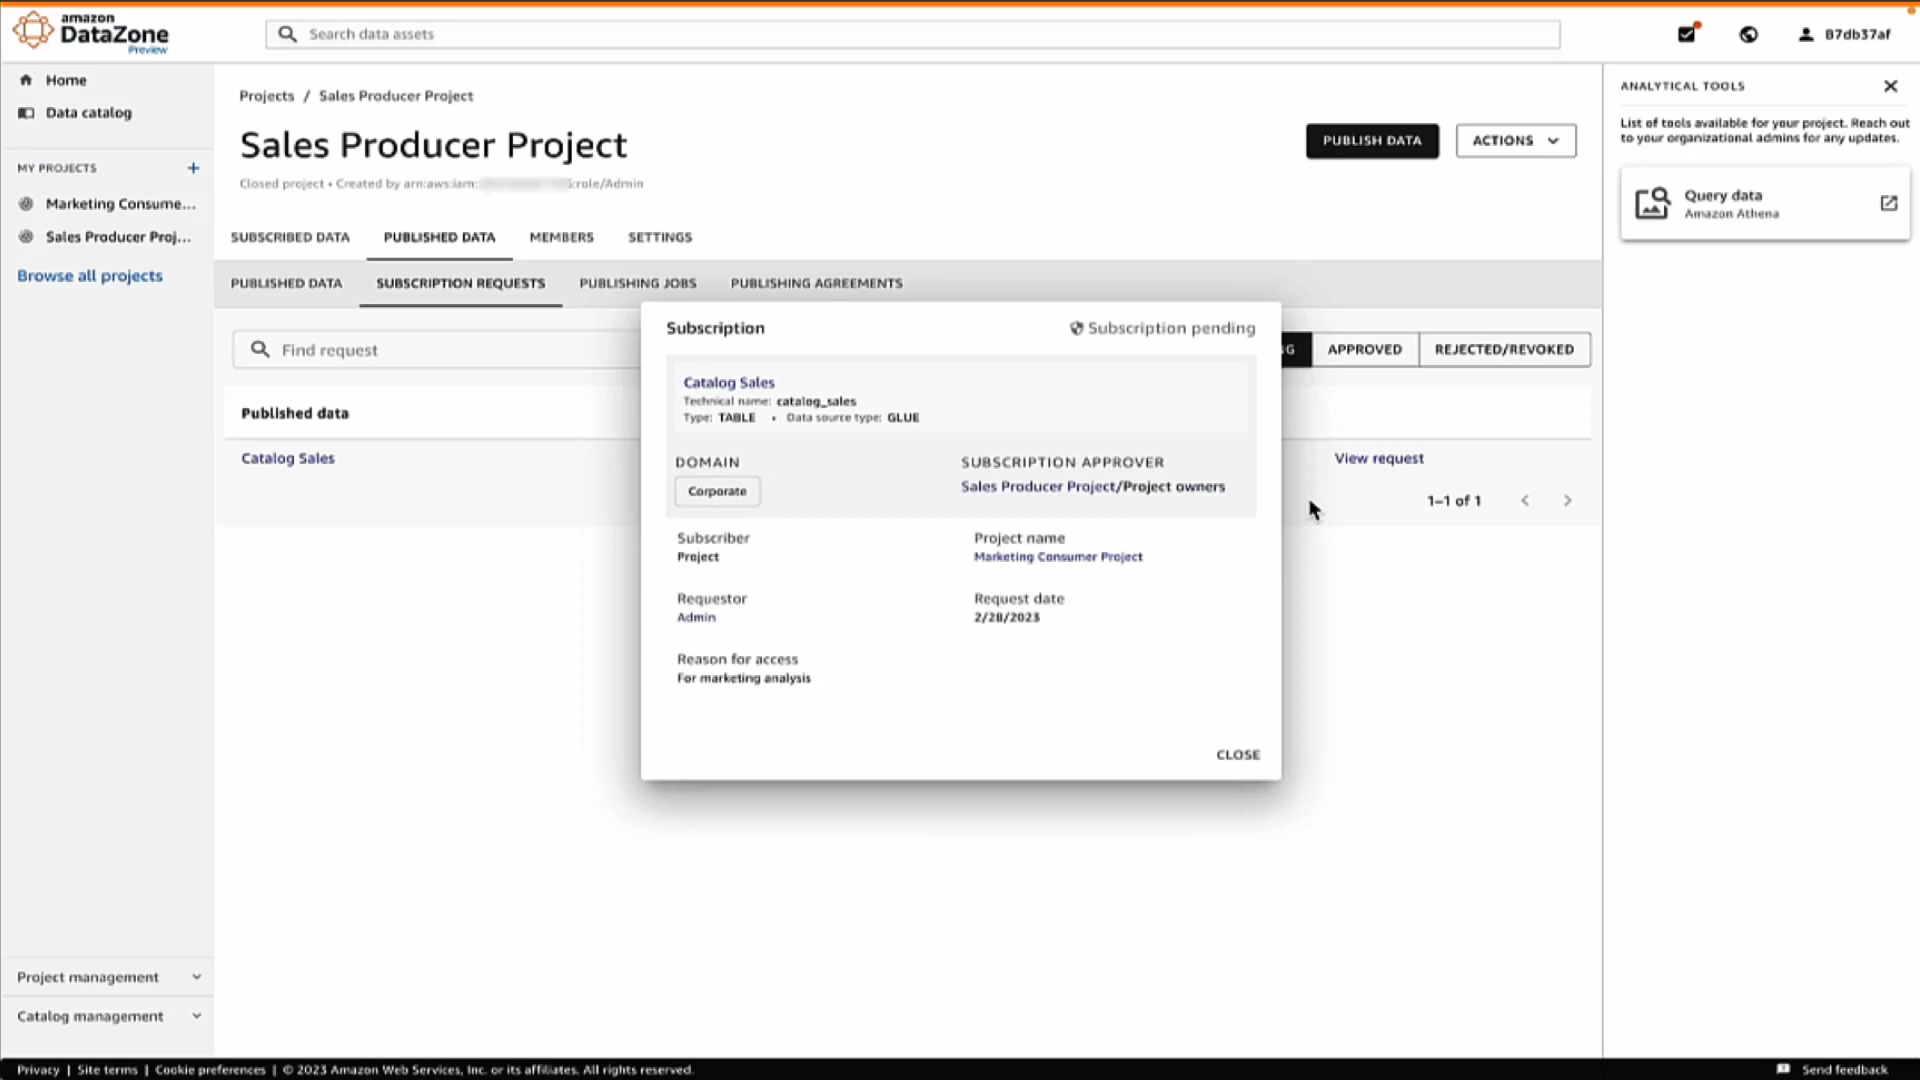 amazon
DataZone
Preview
Search data assets
87db37af
Home
Data catalog
MY PROJECTS
+
Marketing Consume...
Sales Producer Proj...
Browse all projects
Project management
Catalog management
Projects / Sales Producer Project
Sales Producer Project
Closed project • Created by arn:aws:iam: :role/Admin
PUBLISH DATA
ACTIONS
SUBSCRIBED DATA
PUBLISHED DATA
MEMBERS
SETTINGS
PUBLISHED DATA
SUBSCRIPTION REQUESTS
PUBLISHING JOBS
PUBLISHING AGREEMENTS
Find request
APPROVED
REJECTED/REVOKED
Published data
Catalog Sales
View request
1–1 of 1
Subscription
Subscription pending
Catalog Sales
Technical name: catalog_sales
Type: TABLE • Data source type: GLUE
DOMAIN
Corporate
SUBSCRIPTION APPROVER
Sales Producer Project/Project owners
Subscriber
Project
Project name
Marketing Consumer Project
Requestor
Admin
Request date
2/28/2023
Reason for access
For marketing analysis
CLOSE
ANALYTICAL TOOLS
List of tools available for your project. Reach out
to your organizational admins for any updates.
Query data
Amazon Athena
Privacy | Site terms | Cookie preferences | © 2023 Amazon Web Services, Inc. or its affiliates. All rights reserved.
Send feedback